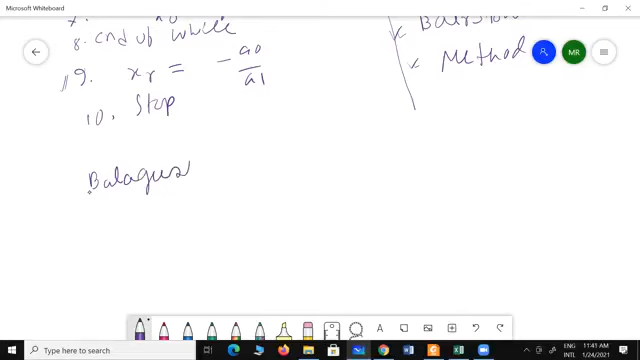 Microsoft Whiteboard
8. end of while
9. xr = - a0 / a1
10. Stop
Bairstow
Method
MR
Balagus
Type here to search
ENG
INTL
11:41 AM
1/24/2021